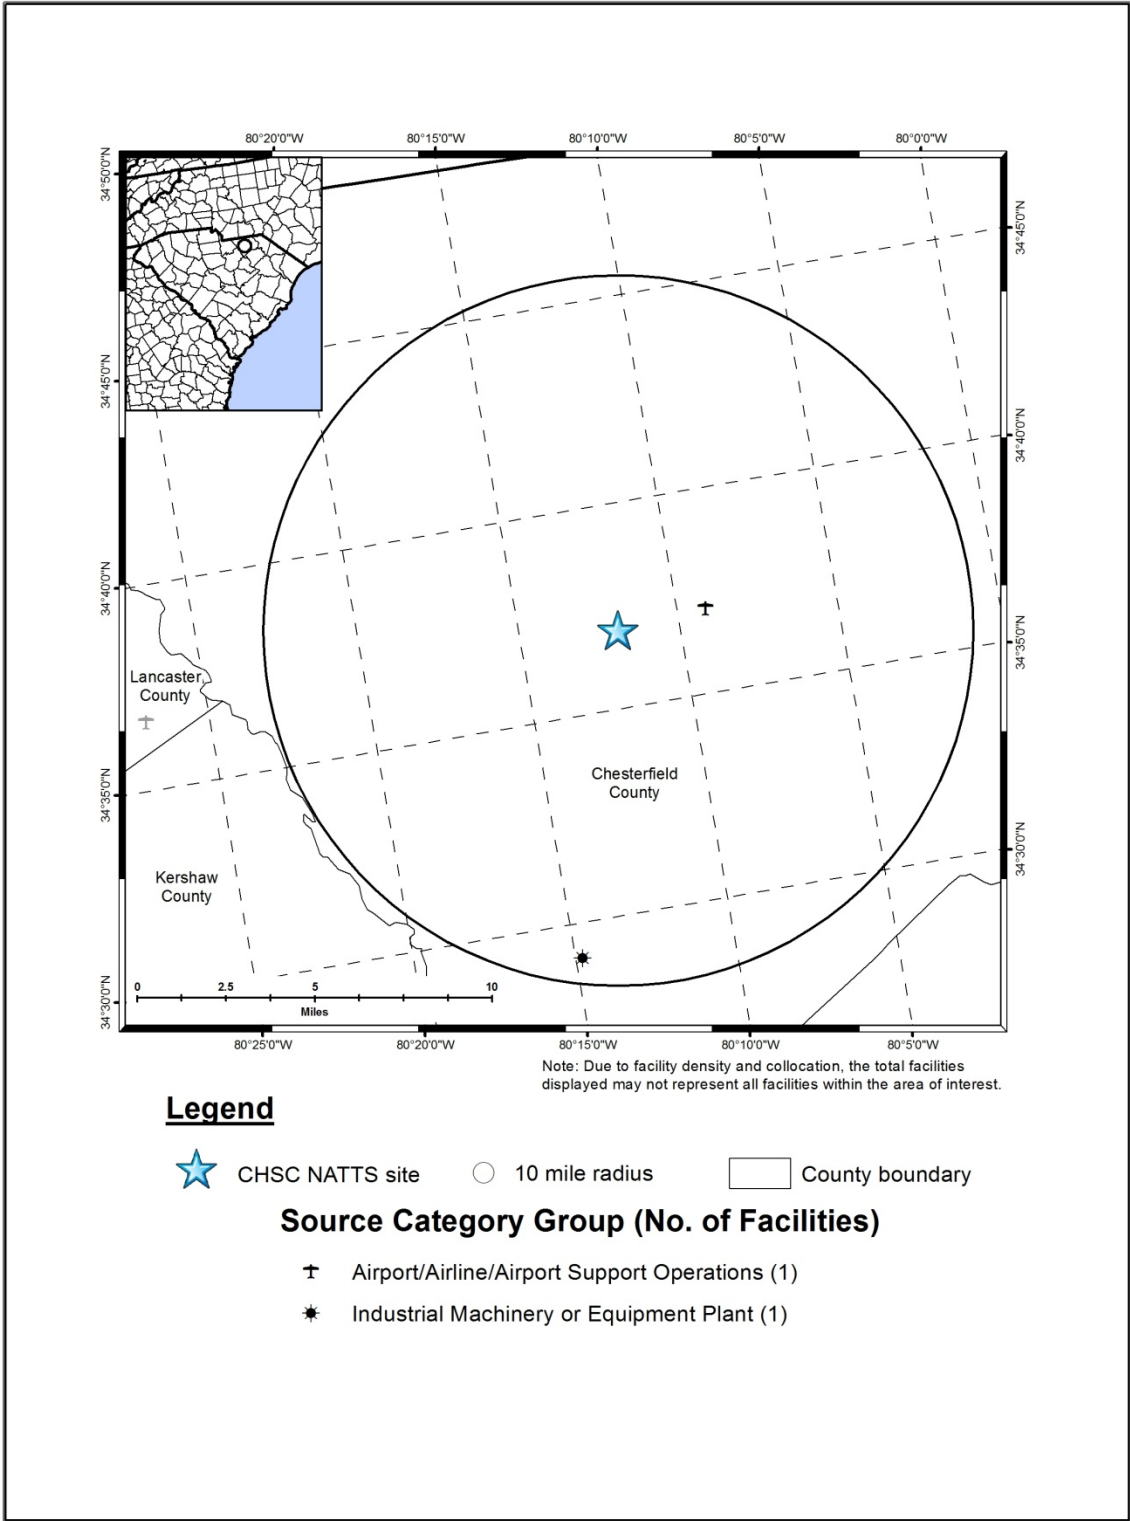 80°20'0"W 80°15'0"W 80°10'0"W 80°5'0"W 80°0'0"W
34°50'0"N
34°45'0"N
34°45'0"N
34°40'0"N
34°40'0"N
34°35'0"N
Lancaster
County
Chesterfield
County
34°35'0"N
34°30'0"N
Kershaw
County
0 2.5 5 10
Miles
34°30'0"N
80°25'0"W 80°20'0"W 80°15'0"W 80°10'0"W 80°5'0"W
Note: Due to facility density and collocation, the total facilities
displayed may not represent all facilities within the area of interest.
Legend
CHSC NATTS site 10 mile radius County boundary
Source Category Group (No. of Facilities)
Airport/Airline/Airport Support Operations (1)
Industrial Machinery or Equipment Plant (1)